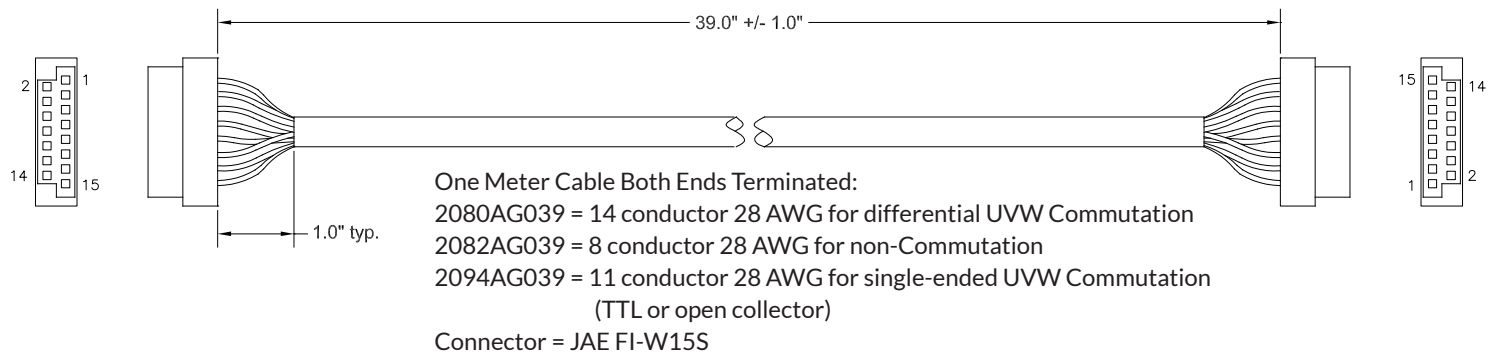 39.0" +/- 1.0"
2 1
14 15
15 14
1 2
1.0" typ.
One Meter Cable Both Ends Terminated:
2080AG039 = 14 conductor 28 AWG for differential UVW Commutation
2082AG039 = 8 conductor 28 AWG for non-Commutation
2094AG039 = 11 conductor 28 AWG for single-ended UVW Commutation
(TTL or open collector)
Connector = JAE FI-W15S